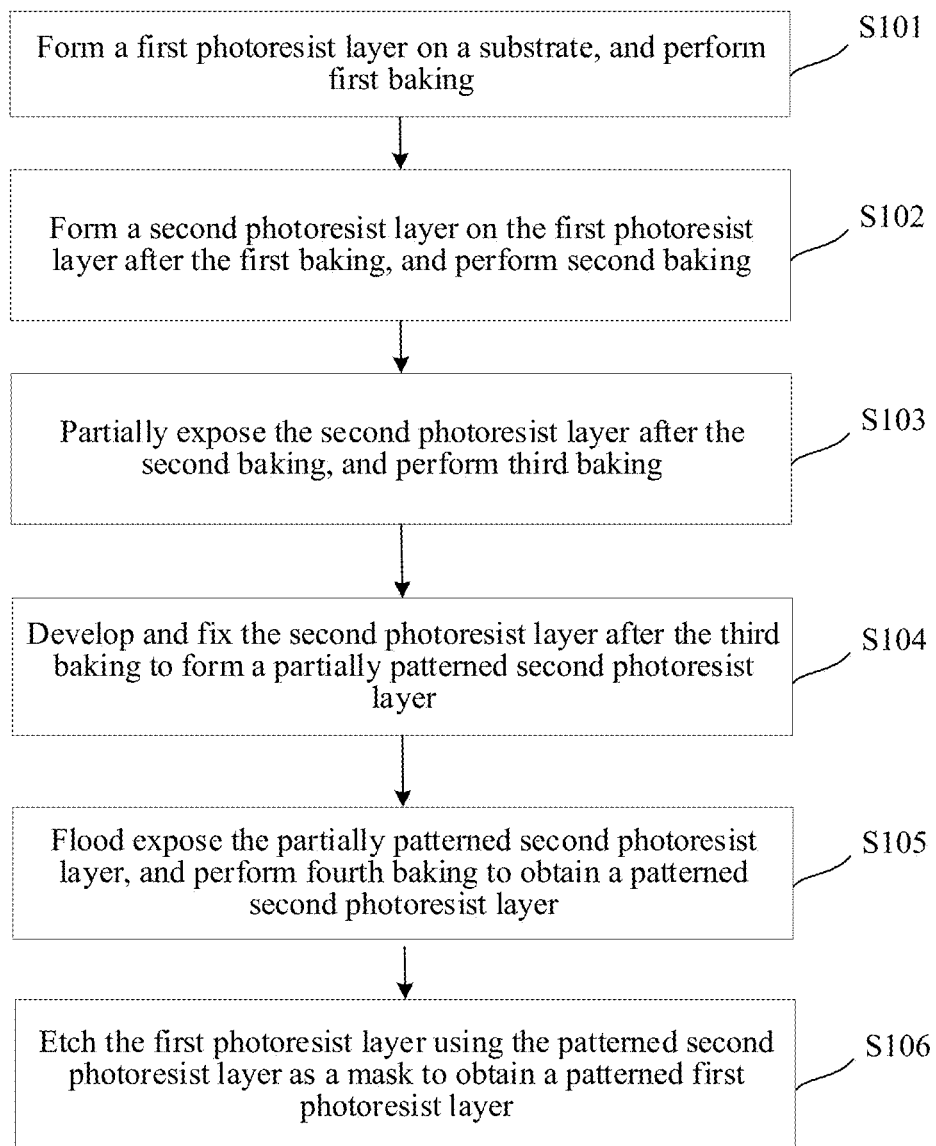 Form a first photoresist layer on a substrate, and perform
first baking
S101
Form a second photoresist layer on the first photoresist
layer after the first baking, and perform second baking
S102
Partially expose the second photoresist layer after the
second baking, and perform third baking
S103
Develop and fix the second photoresist layer after the third
baking to form a partially patterned second photoresist
layer
S104
Flood expose the partially patterned second photoresist
layer, and perform fourth baking to obtain a patterned
second photoresist layer
S105
Etch the first photoresist layer using the patterned second
photoresist layer as a mask to obtain a patterned first
photoresist layer
S106